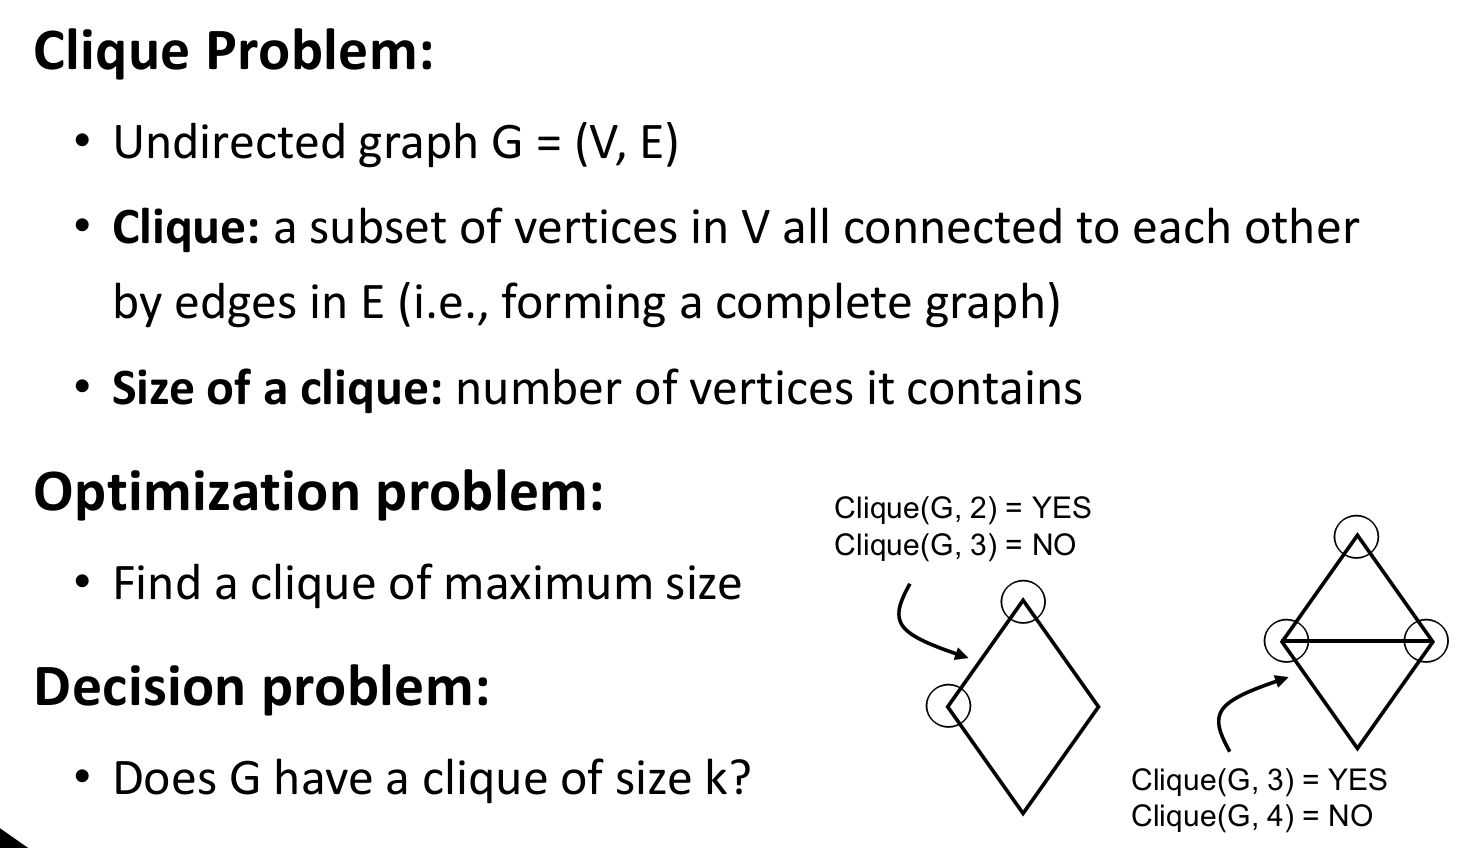 Clique Problem:
• Undirected graph G = (V, E)
• Clique: a subset of vertices in V all connected to each other
by edges in E (i.e., forming a complete graph)
• Size of a clique: number of vertices it contains
Optimization problem:
• Find a clique of maximum size
Decision problem:
• Does G have a clique of size k?
Clique(G, 2) = YES
Clique(G, 3) = NO
Clique(G, 3) = YES
Clique(G, 4) = NO